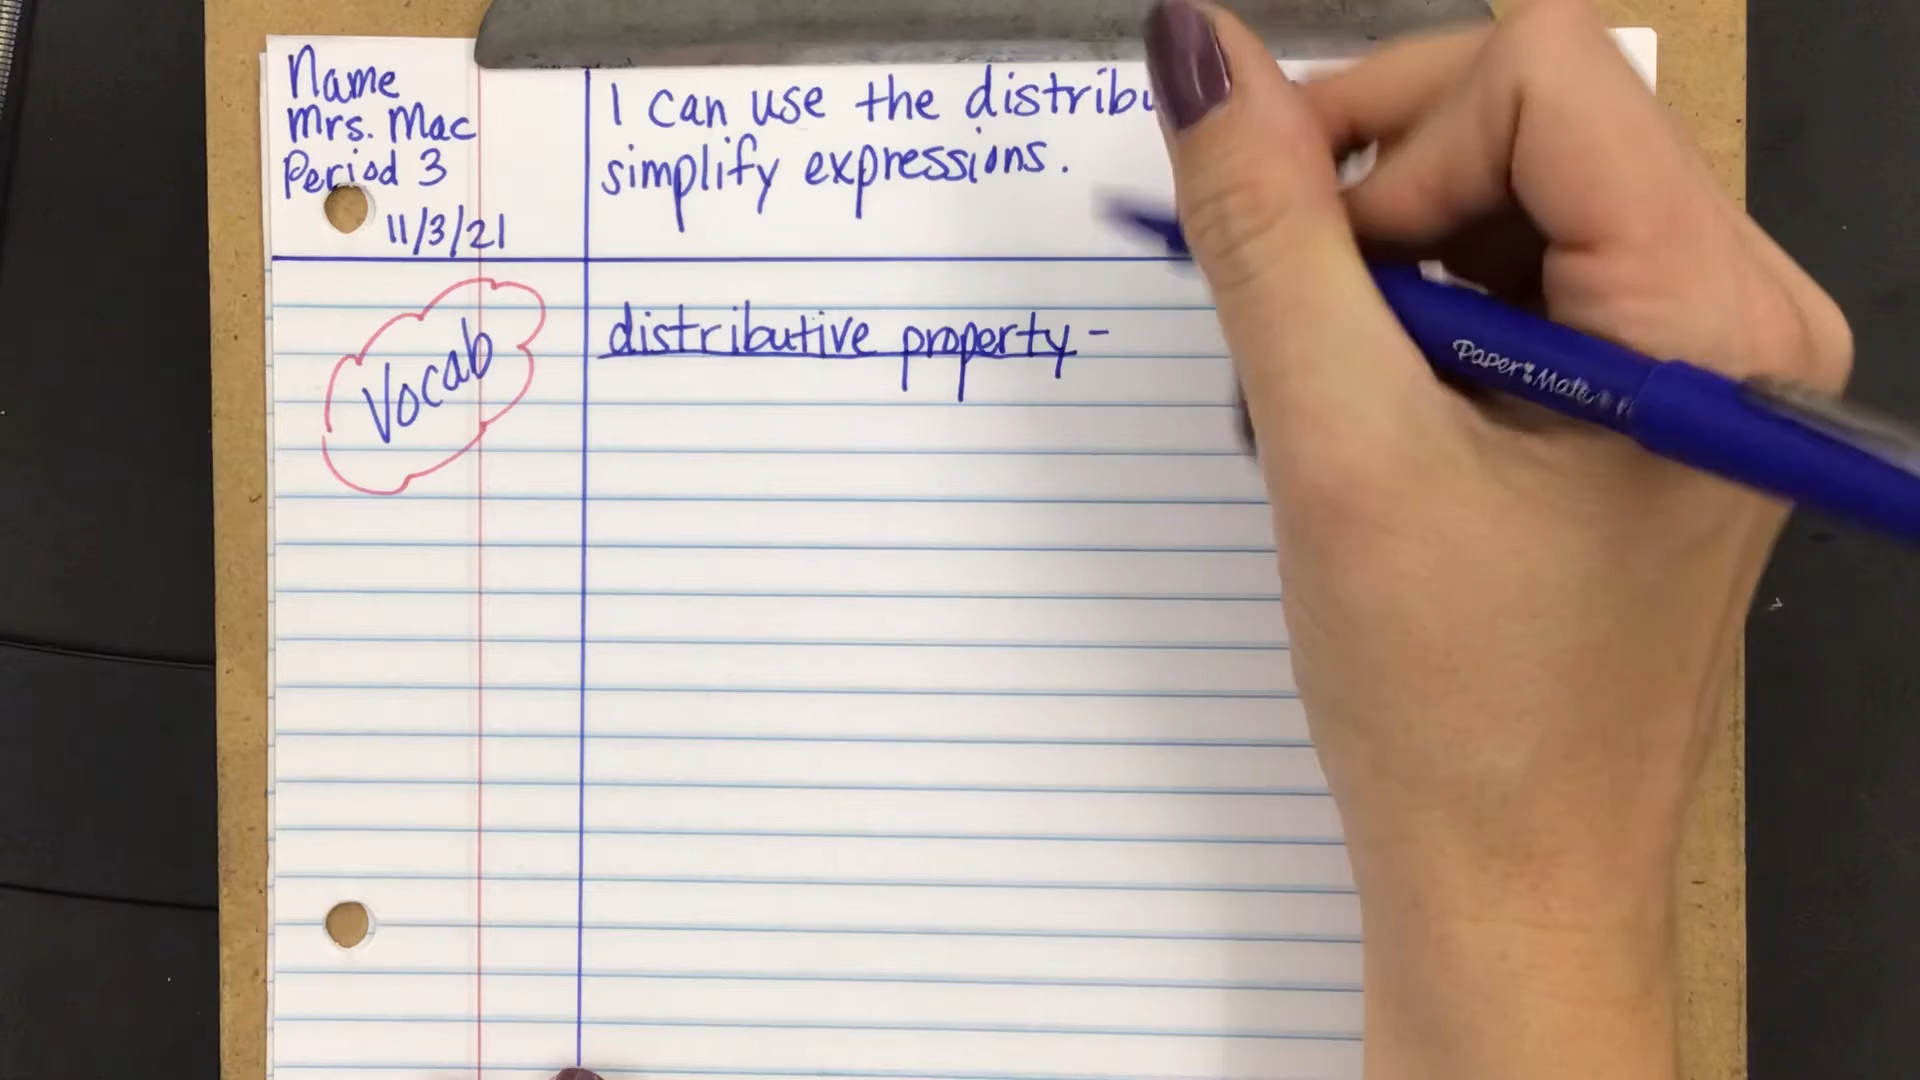 Name
Mrs. Mac
Period 3
11/3/21
I can use the
simplify expressions.
Vocab
distributive property-
Paper Mate